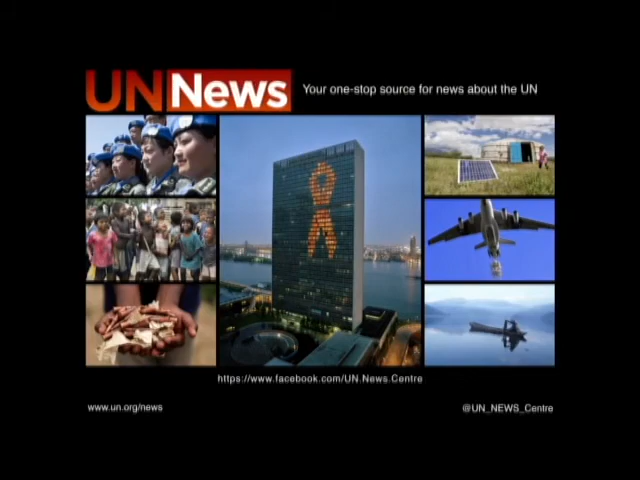 UN News
Your one-stop source for news about the UN
https://www.facebook.com/UN.News.Centre
www.un.org/news
@UN_NEWS_Centre